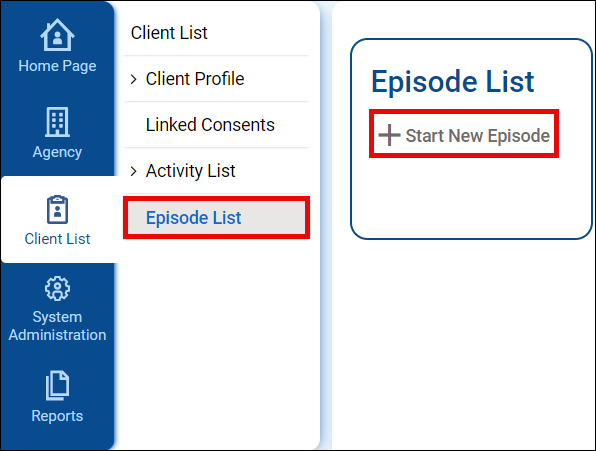 Home Page
Agency
Client List
System
Administration
Reports
Client List
Client Profile
Linked Consents
Activity List
Episode List
Episode List
Start New Episode